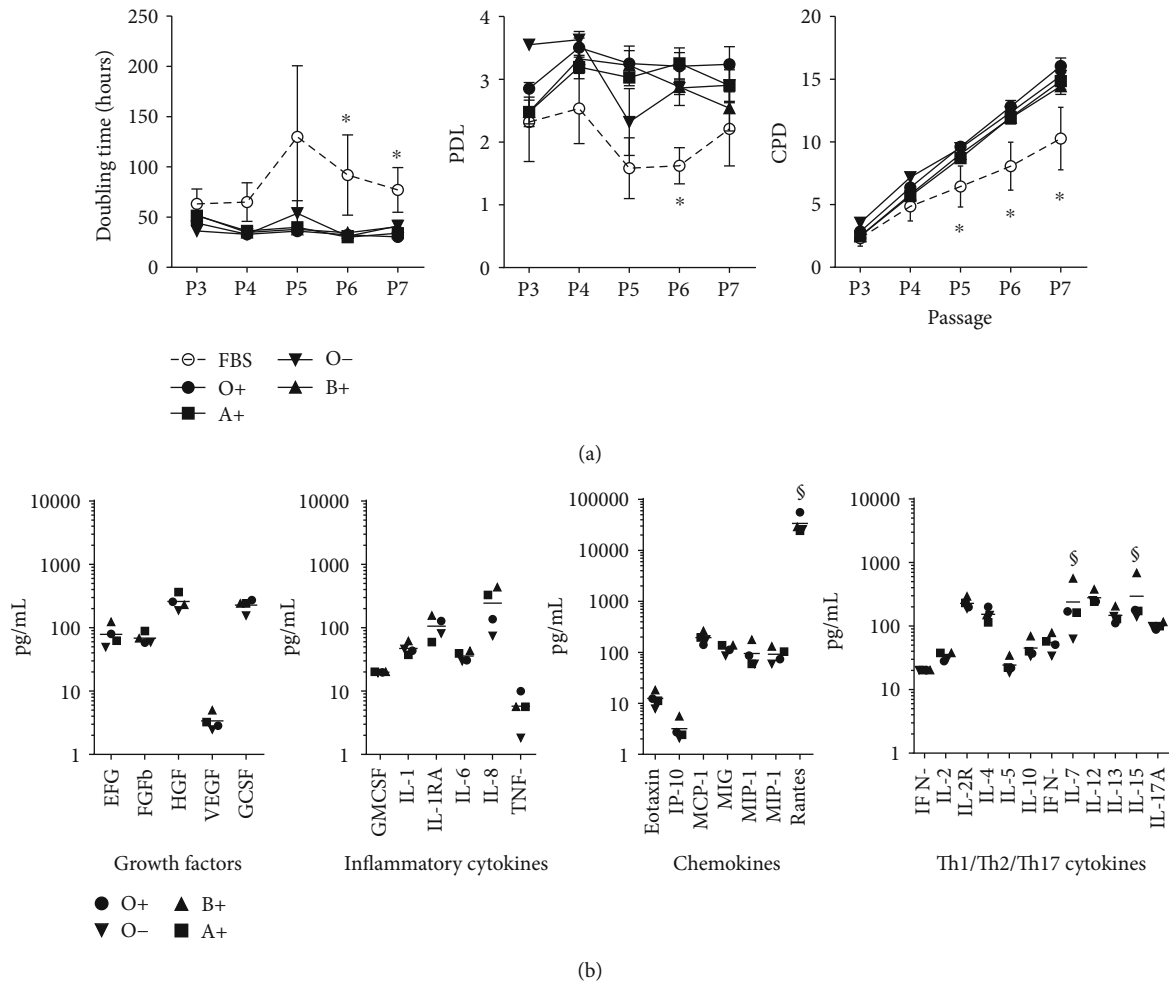 Doubling time (hours)
250
200
150
100
50
0
*
*
P3 P4 P5 P6 P7
PDL
4
3
2
1
0
*
P3 P4 P5 P6 P7
CPD
20
15
10
5
0
*
*
*
P3 P4 P5 P6 P7
Passage
FBS
O+
A+
O−
B+
(a)
pg/mL
10000
1000
100
10
1
EFG
FGFb
HGF
VEGF
GCSF
Growth factors
pg/mL
10000
1000
100
10
1
GMCSF
IL-1
IL-1RA
IL-6
IL-8
TNF-
Inflammatory cytokines
pg/mL
100000
10000
1000
100
10
1
§
Eotaxin
IP-10
MCP-1
MIG
MIP-1
MIP-1
Rantes
Chemokines
pg/mL
10000
1000
100
10
1
§
§
IF N-
IL-2
IL-2R
IL-4
IL-5
IL-10
IF N-
IL-7
IL-12
IL-13
IL-15
IL-17A
Th1/Th2/Th17 cytokines
O+
O−
B+
A+
(b)